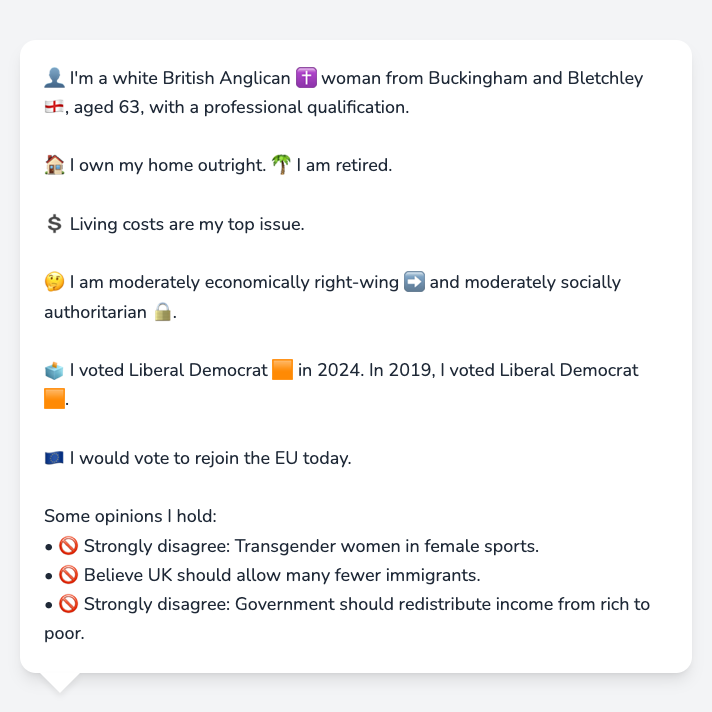 👤 I'm a white British Anglican ✝️ woman from Buckingham and Bletchley
🏴󠁧󠁢󠁥󠁮󠁧󠁿, aged 63, with a professional qualification.
🏠 I own my home outright. 🌴 I am retired.
💲 Living costs are my top issue.
🤔 I am moderately economically right-wing ➡️ and moderately socially
authoritarian 🔒.
🗳️ I voted Liberal Democrat 🟧 in 2024. In 2019, I voted Liberal Democrat
🟧.
🇪🇺 I would vote to rejoin the EU today.
Some opinions I hold:
• 🚫 Strongly disagree: Transgender women in female sports.
• 🚫 Believe UK should allow many fewer immigrants.
• 🚫 Strongly disagree: Government should redistribute income from rich to
poor.